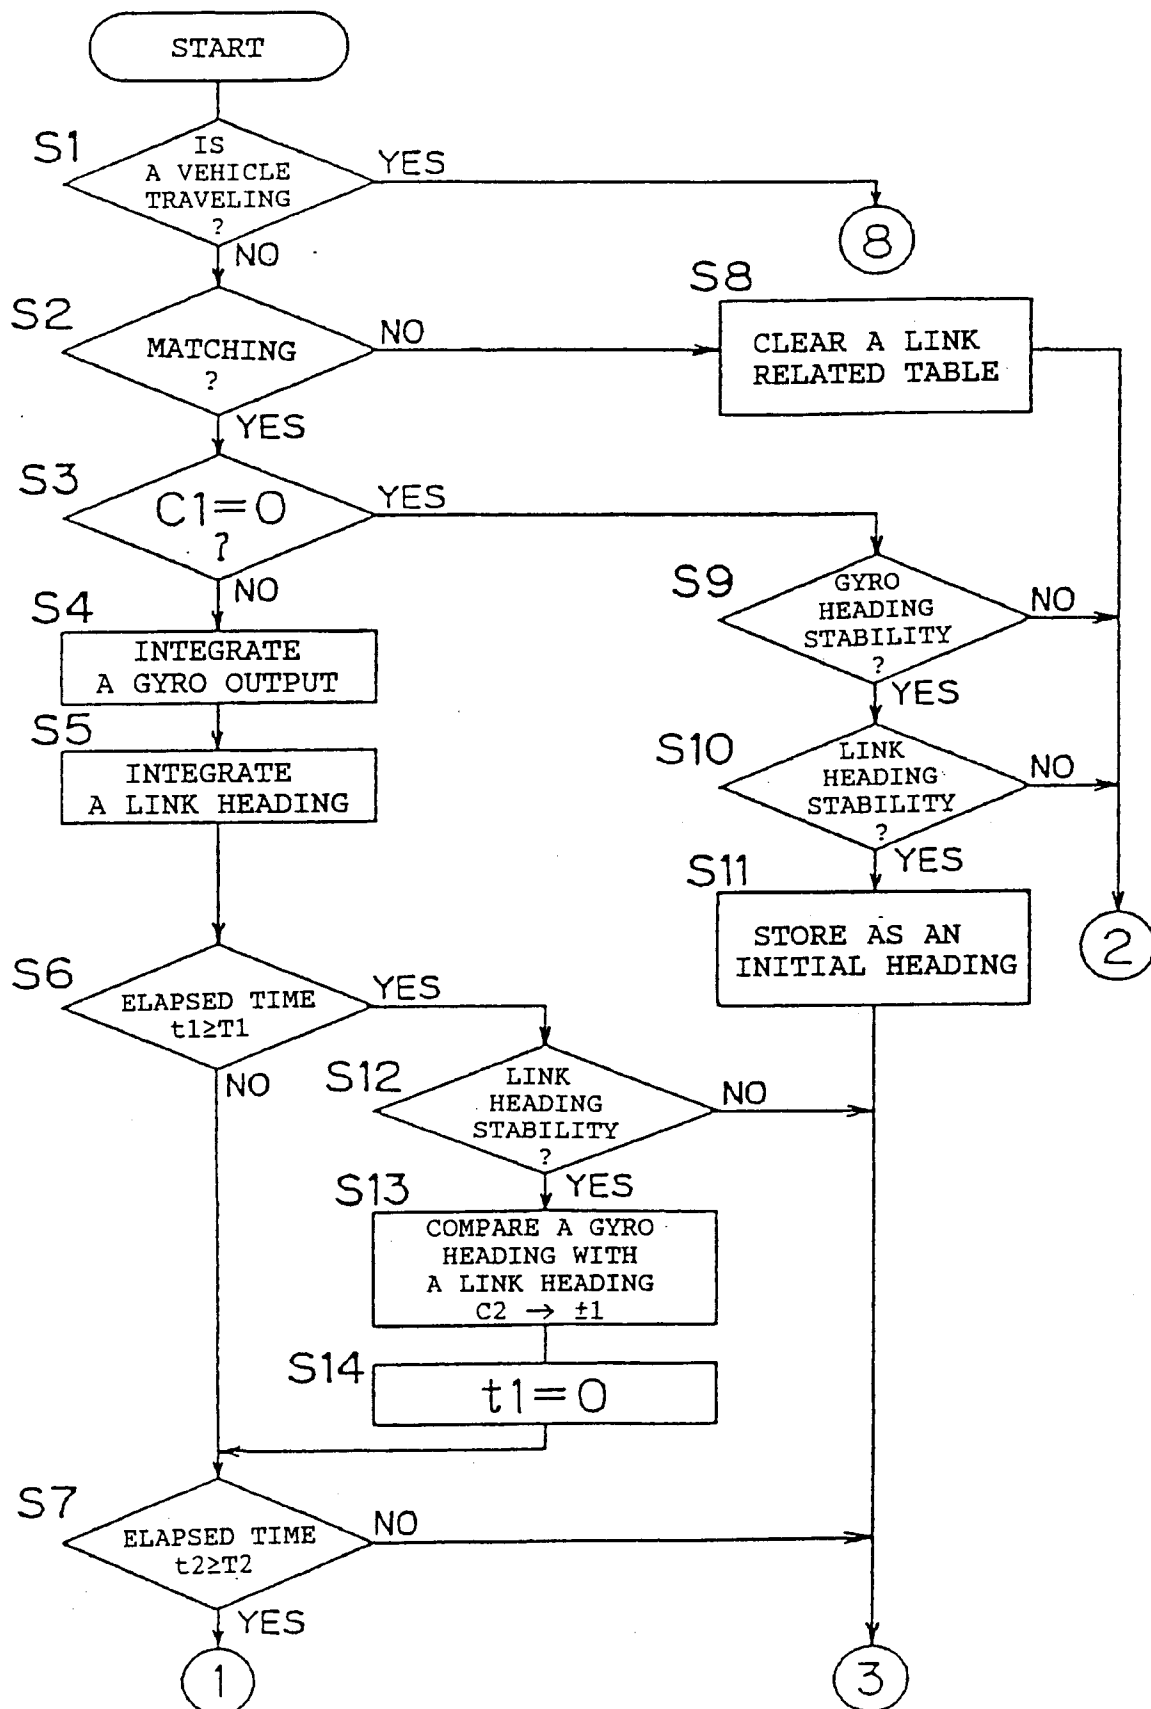 START
S1
IS
A VEHICLE
TRAVELING
?
YES
NO
8
S2
MATCHING
?
NO
YES
S8
CLEAR A LINK
RELATED TABLE
S3
C1=0
?
YES
NO
S9
GYRO
HEADING
STABILITY
?
NO
YES
S4
INTEGRATE
A GYRO OUTPUT
S5
INTEGRATE
A LINK HEADING
S10
LINK
HEADING
STABILITY
?
NO
YES
S11
STORE AS AN
INITIAL HEADING
2
S6
ELAPSED TIME
t1≥T1
YES
NO
S12
LINK
HEADING
STABILITY
?
NO
YES
S13
COMPARE A GYRO
HEADING WITH
A LINK HEADING
C2 → ±1
S14
t1=0
S7
ELAPSED TIME
t2≥T2
NO
YES
1
3